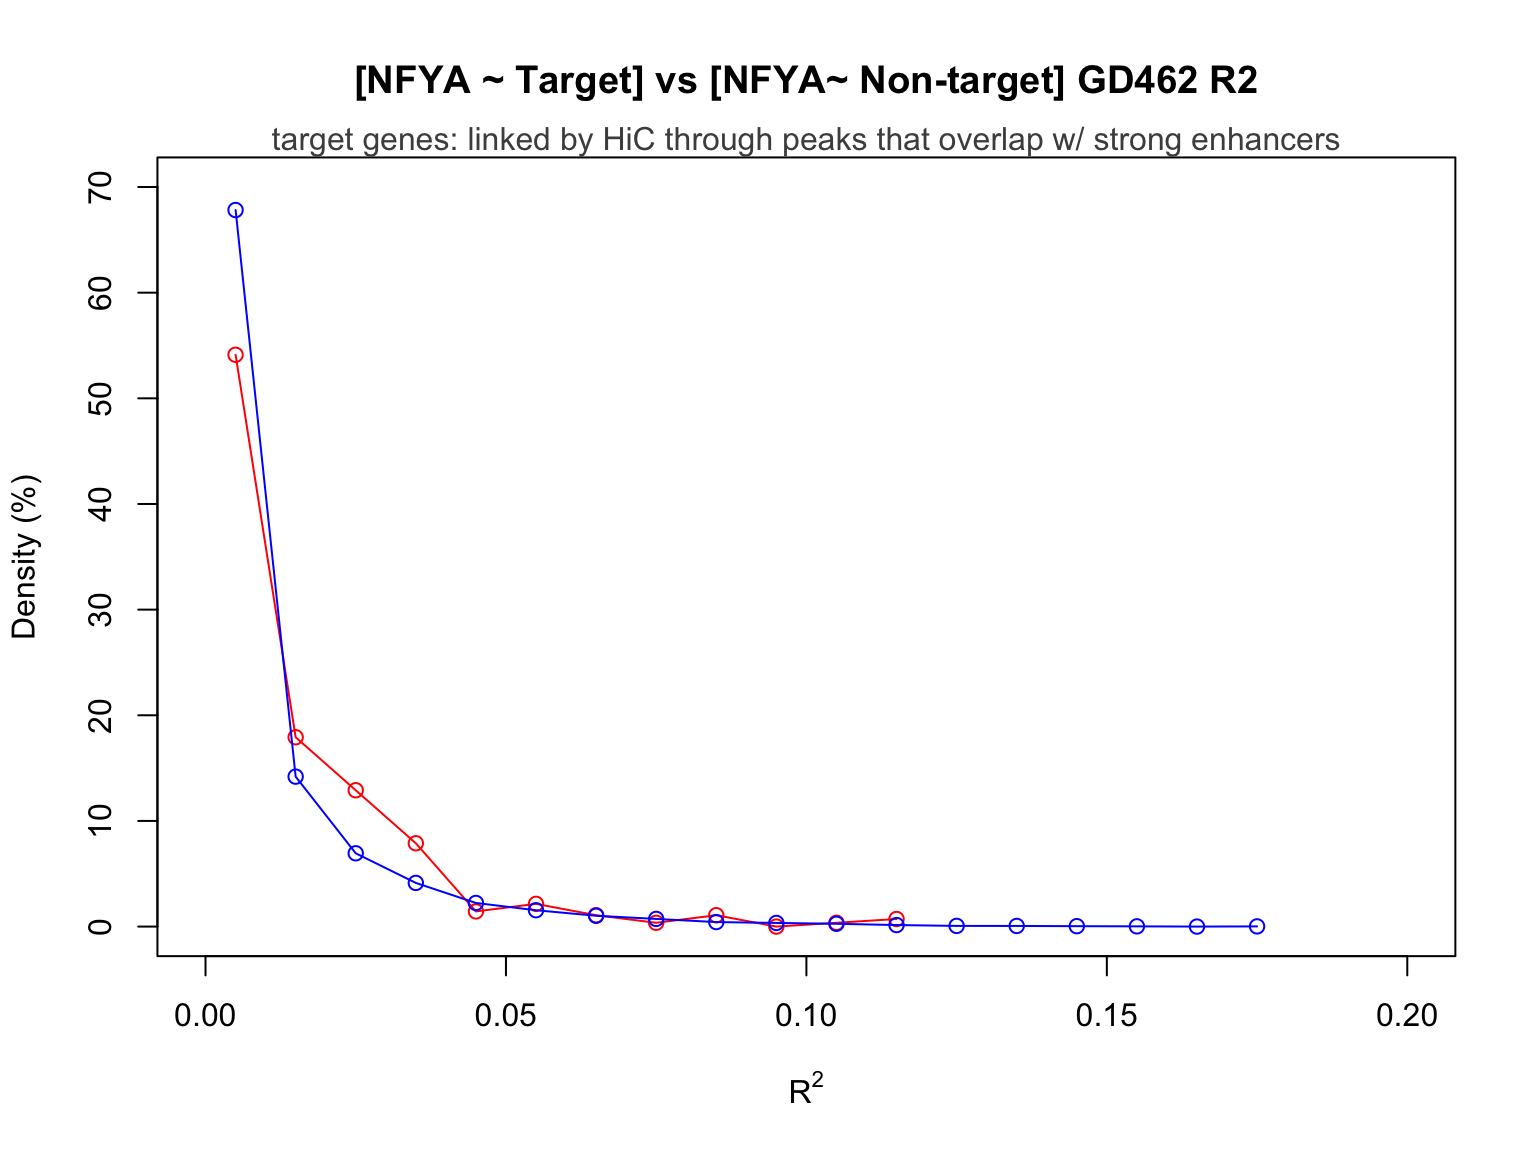 [NFYA ~ Target] vs [NFYA~ Non-target] GD462 R2
target genes: linked by HiC through peaks that overlap w/ strong enhancers
70
60
50
40
30
20
10
0
Density (%)
0.00 0.05 0.10 0.15 0.20
R²